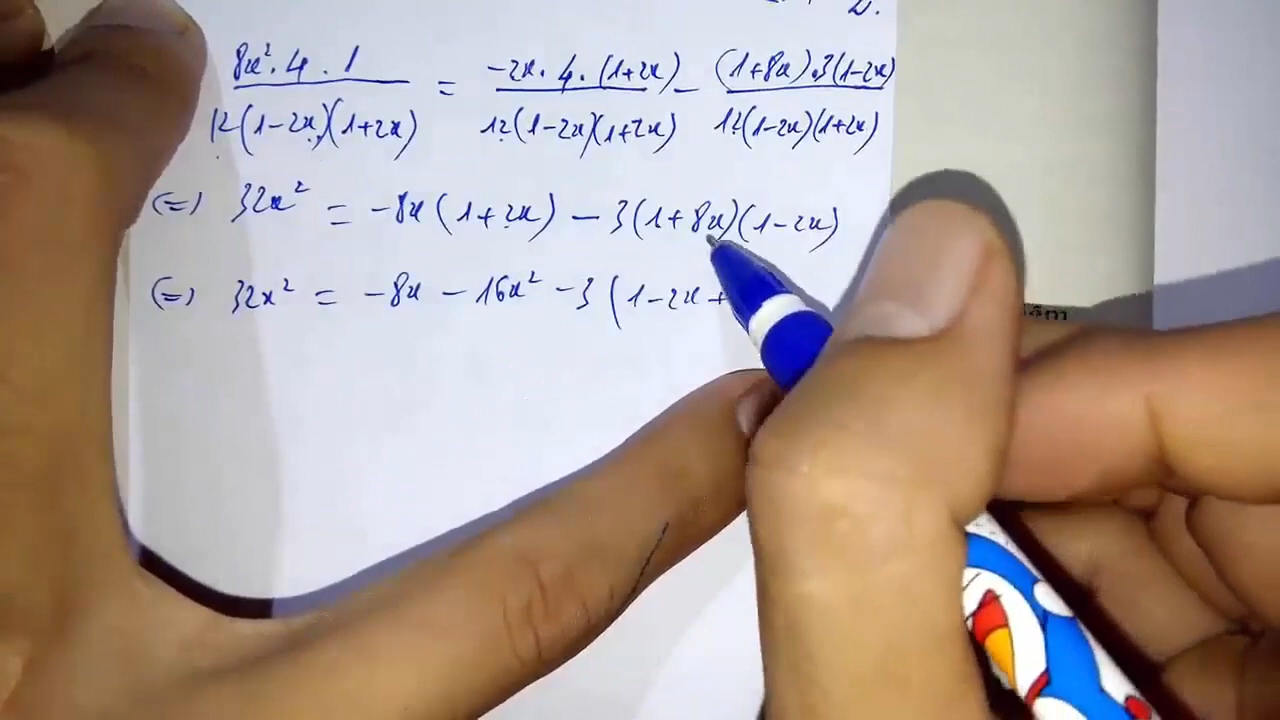 2.
8x². 4 . 1 / 12(1-2x)(1+2x) = -2x. 4 . (1+2x) / 12(1-2x)(1+2x) - (1+8x).3(1-2x) / 12(1-2x)(1+2x)
(=) 32x² = -8x (1+2x) - 3(1+8x)(1-2x)
(=) 32x² = -8x - 16x² -3 (1-2x +